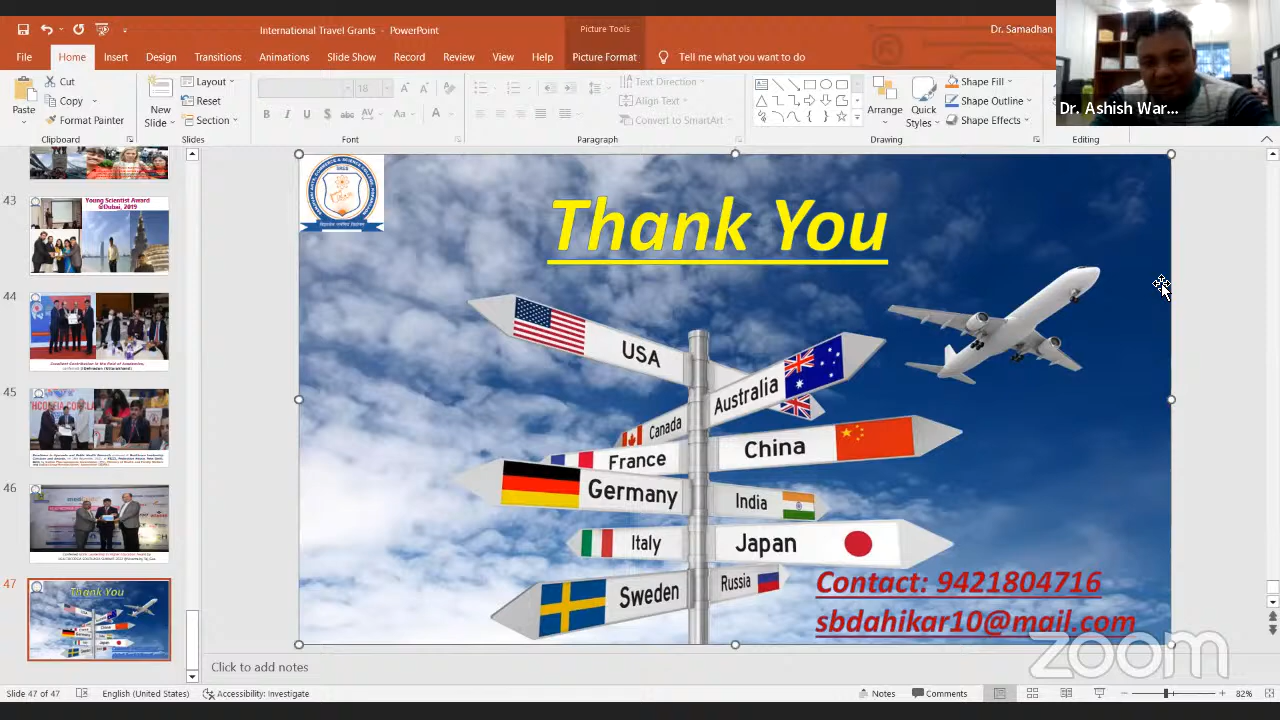 International Travel Grants - PowerPoint
Picture Tools
Dr. Samadhan
File Home Insert Design Transitions Animations Slide Show Record Review View Help Picture Format Tell me what you want to do
Paste
Cut
Copy
Format Painter
Clipboard
New Slide
Layout
Reset
Section
Slides
18
Font
Text Direction
Align Text
Convert to SmartArt
Paragraph
Arrange
Quick Styles
Shape Fill
Shape Outline
Shape Effects
Drawing
Editing
Dr. Ashish War...
43
Young Scientist Award
@Dubai, 2019
44
45
46
47
Thank You
Thank You
USA
Australia
Canada
China
France
Germany
India
Italy
Japan
Sweden
Russia
Contact: 9421804716
sbdahikar10@mail.com
zoom
Click to add notes
Slide 47 of 47 English (United States) Accessibility: Investigate Notes Comments 82%